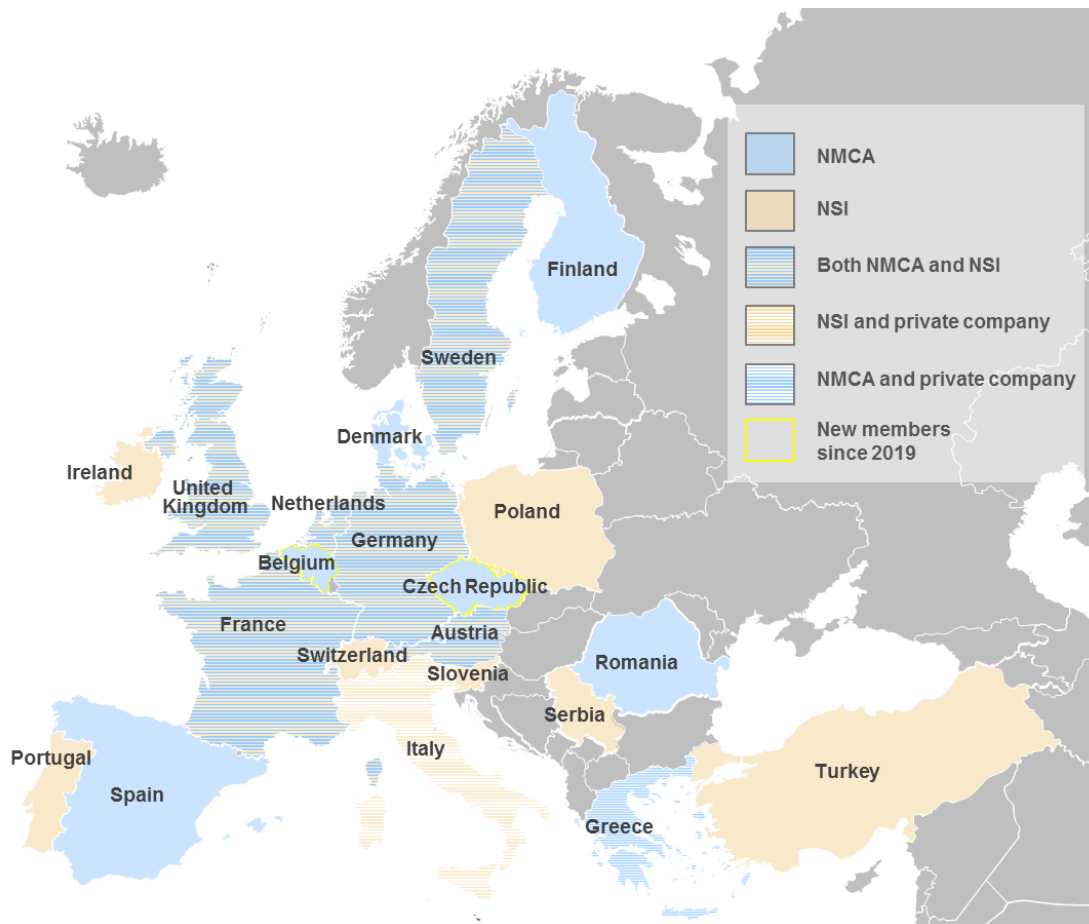 NMCA
NSI
Both NMCA and NSI
NSI and private company
NMCA and private company
New members
since 2019
Finland
Sweden
Denmark
Ireland
United
Kingdom
Netherlands
Poland
Germany
Belgium
Czech Republic
France
Austria
Switzerland
Slovenia
Romania
Serbia
Italy
Portugal
Spain
Turkey
Greece